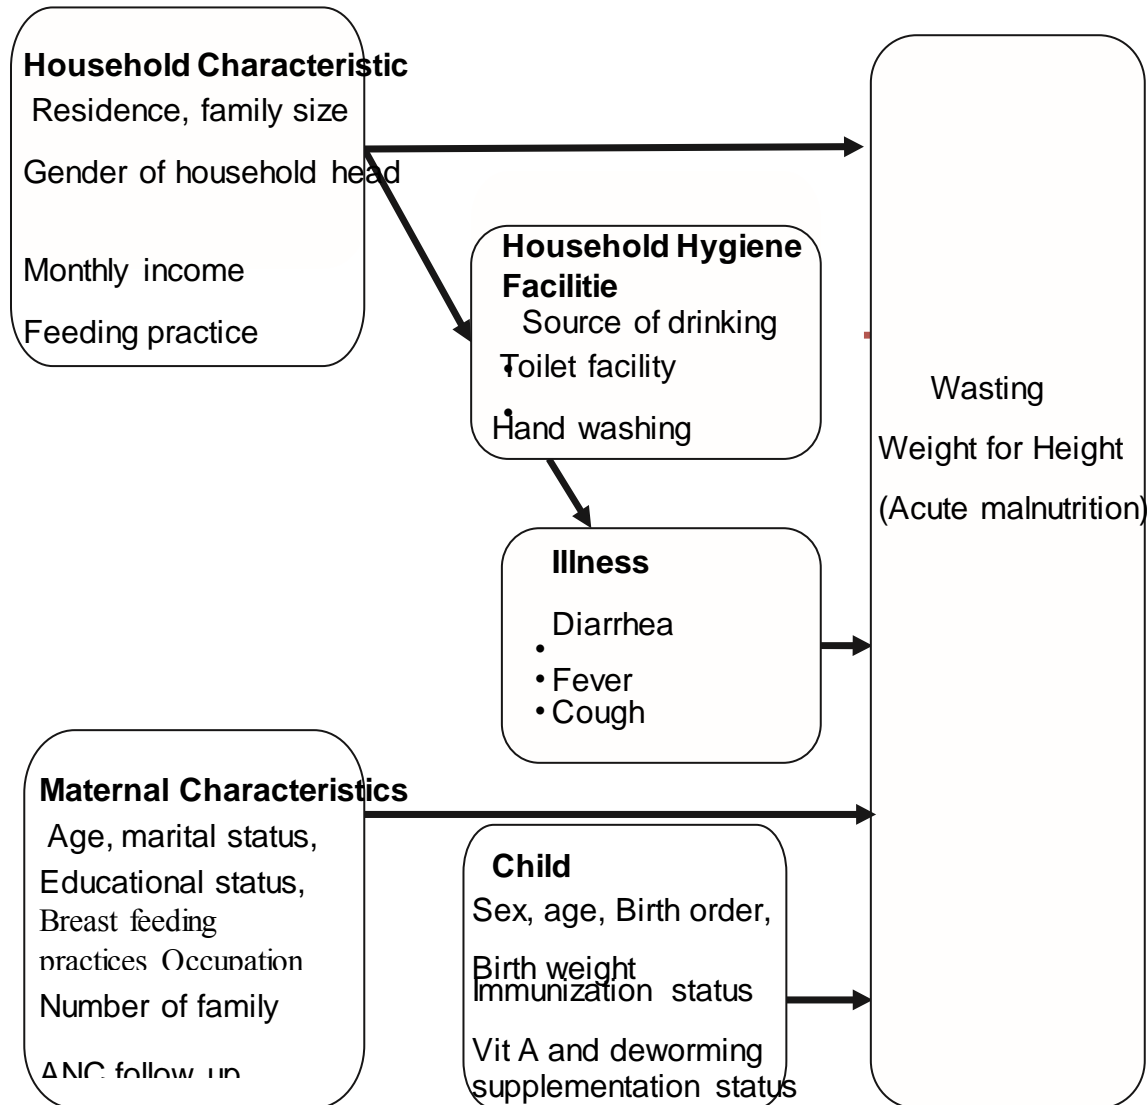 Household Characteristic
Residence, family size
Gender of household head
Monthly income
Feeding practice
Household Hygiene
Facilitie
Source of drinking
• Toilet facility
• Hand washing
Wasting
Weight for Height
(Acute malnutrition)
Illness
• Diarrhea
• Fever
• Cough
Maternal Characteristics
Age, marital status,
Educational status,
Breast feeding
practices Occupation
Number of family
ANC follow up
Child
Sex, age, Birth order,
Birth weight
Immunization status
Vit A and deworming
supplementation status